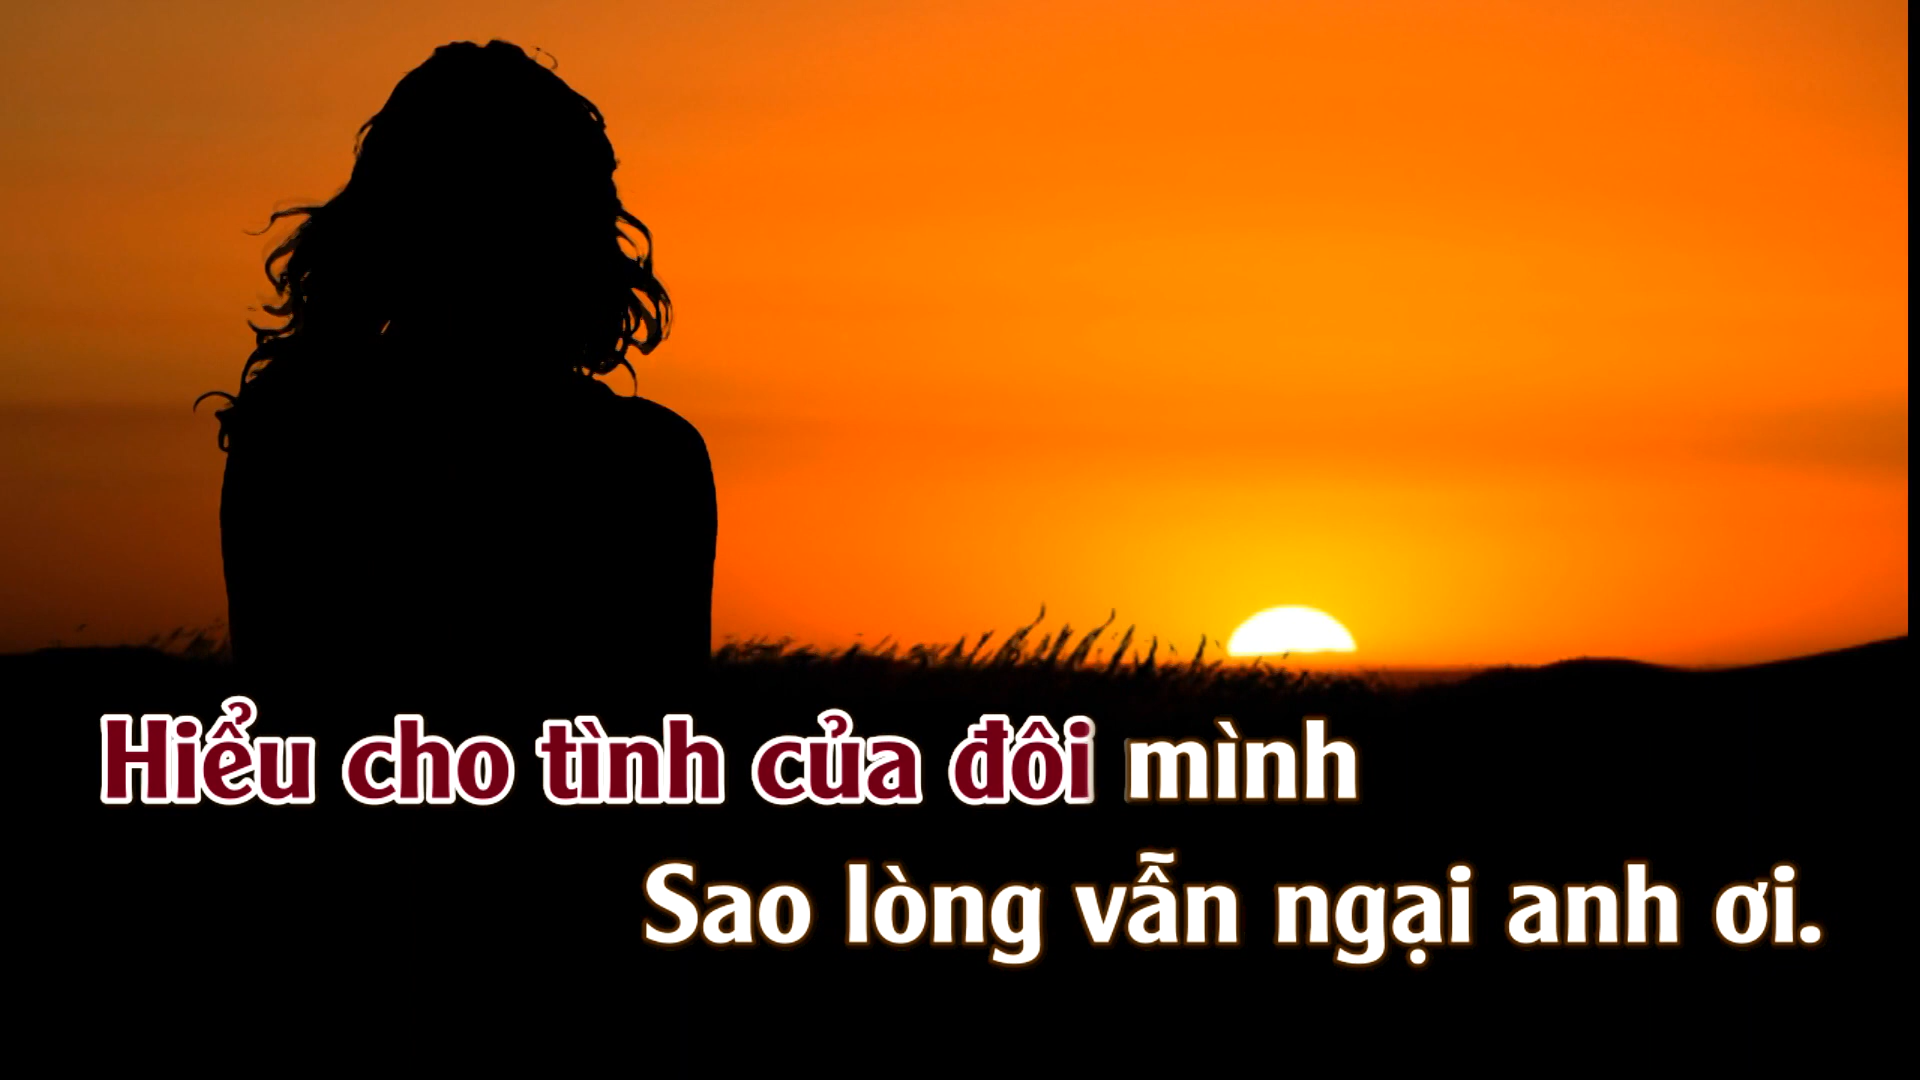 Hiểu cho tình của đôi mình
Sao lòng vẫn ngại anh ơi.